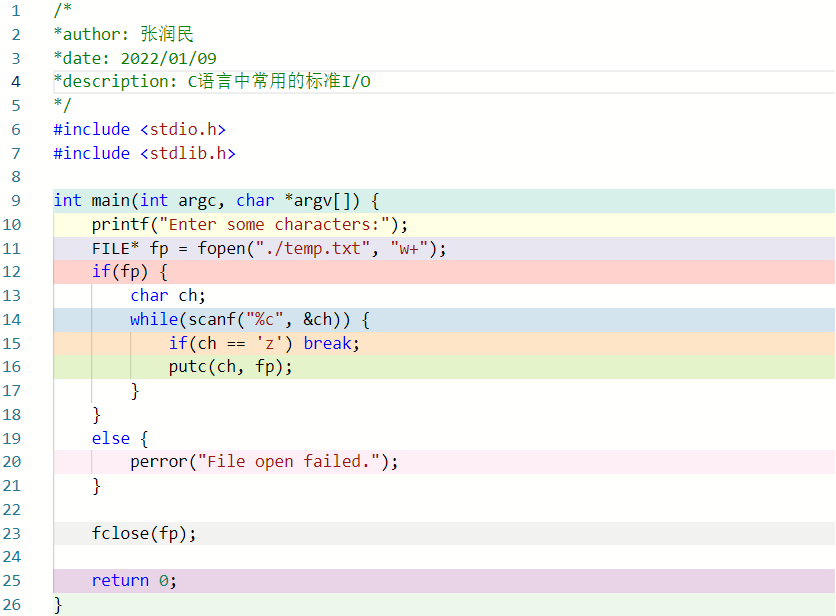 1 /*
2 *author: 张润民
3 *date: 2022/01/09
4 *description: C语言中常用的标准I/O
5 */
6 #include <stdio.h>
7 #include <stdlib.h>
8
9 int main(int argc, char *argv[]) {
10     printf("Enter some characters:");
11     FILE* fp = fopen("./temp.txt", "w+");
12     if(fp) {
13         char ch;
14         while(scanf("%c", &ch)) {
15             if(ch == 'z') break;
16             putc(ch, fp);
17         }
18     }
19     else {
20         perror("File open failed.");
21     }
22
23     fclose(fp);
24
25     return 0;
26 }